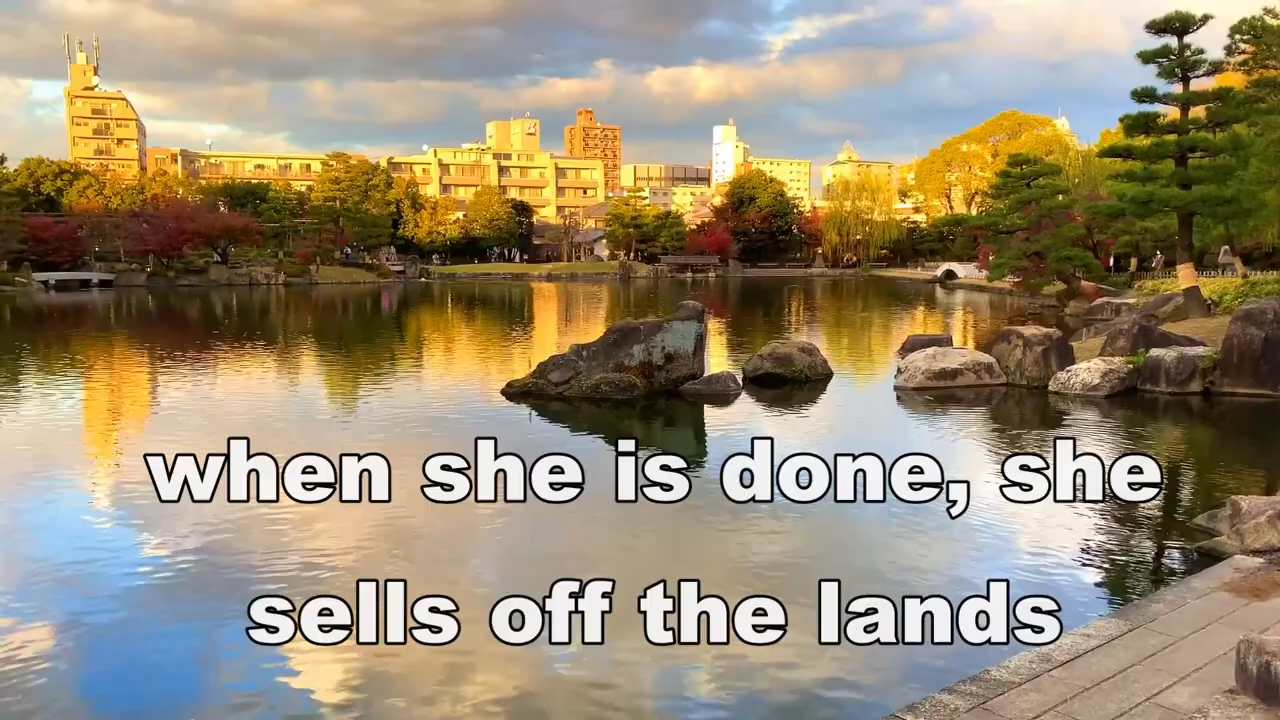 when she is done, she
sells off the lands